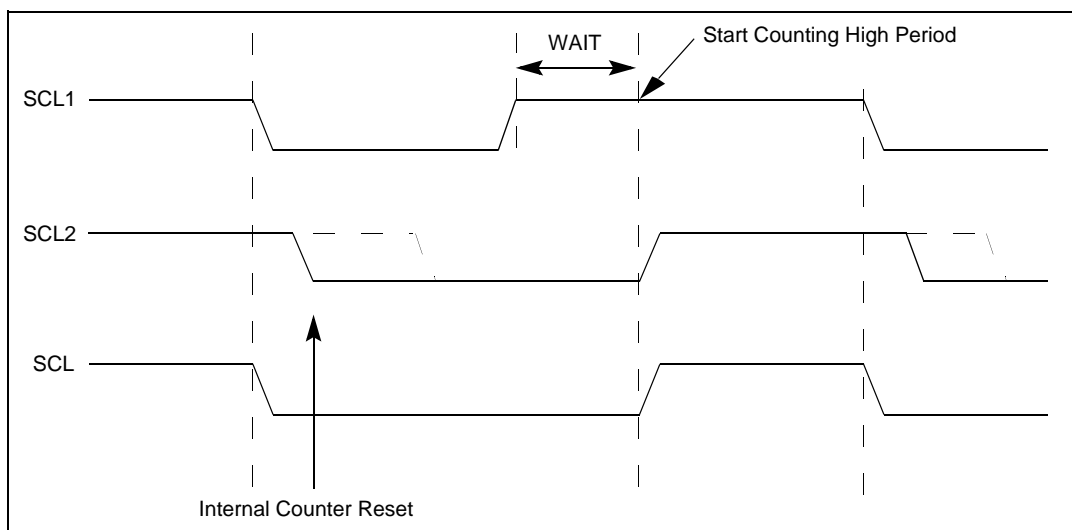 Start Counting High Period
WAIT
SCL1
SCL2
SCL
Internal Counter Reset